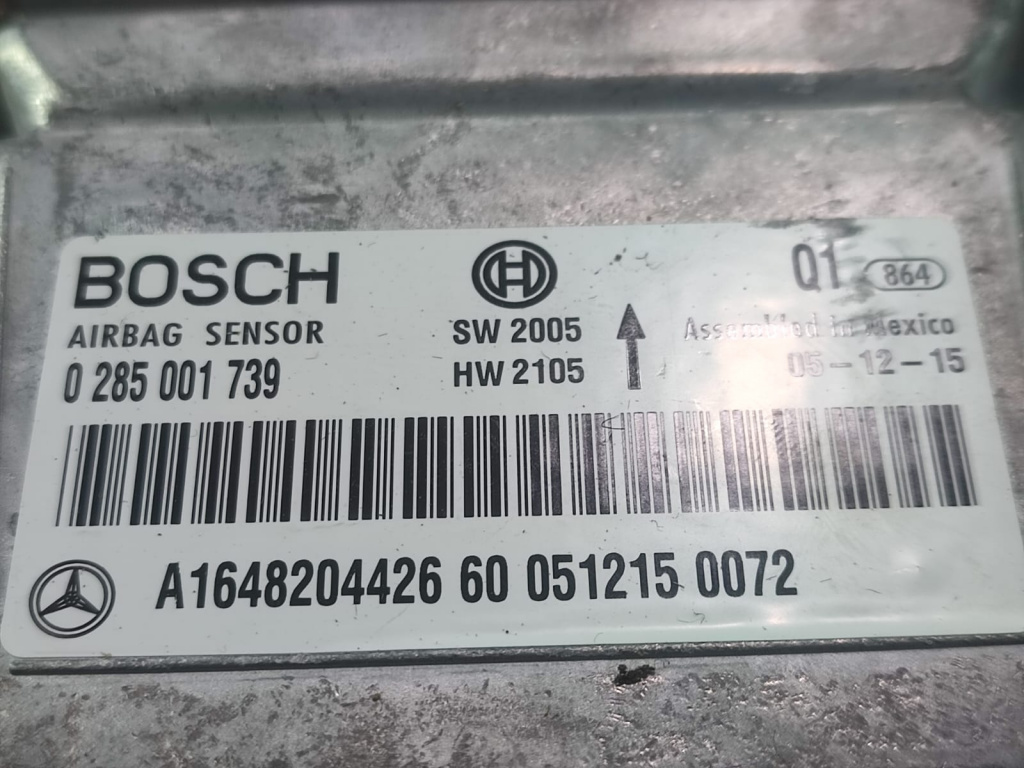 BOSCH
Q1 864
AIRBAG SENSOR
SW 2005
Assembled in Mexico
0 285 001 739
HW 2105
05-12-15
A1648204426 60 051215 0072